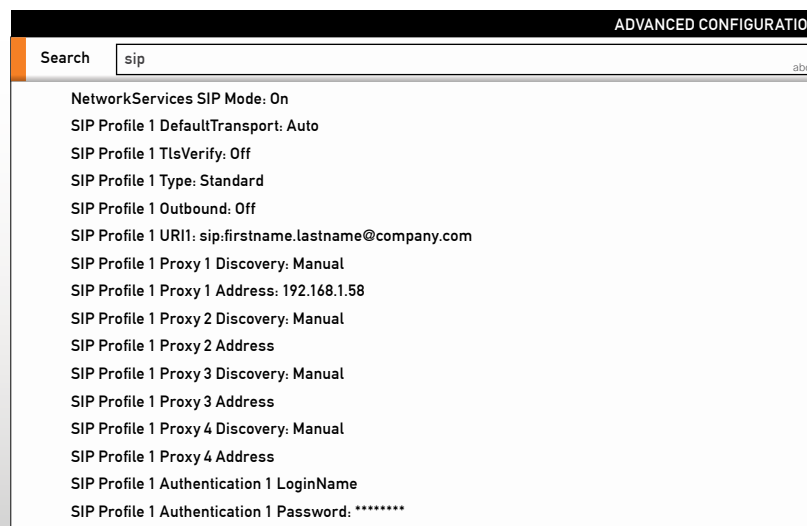 ADVANCED CONFIGURATIO
Search
sip
abc
NetworkServices SIP Mode: On
SIP Profile 1 DefaultTransport: Auto
SIP Profile 1 TlsVerify: Off
SIP Profile 1 Type: Standard
SIP Profile 1 Outbound: Off
SIP Profile 1 URI1: sip:firstname.lastname@company.com
SIP Profile 1 Proxy 1 Discovery: Manual
SIP Profile 1 Proxy 1 Address: 192.168.1.58
SIP Profile 1 Proxy 2 Discovery: Manual
SIP Profile 1 Proxy 2 Address
SIP Profile 1 Proxy 3 Discovery: Manual
SIP Profile 1 Proxy 3 Address
SIP Profile 1 Proxy 4 Discovery: Manual
SIP Profile 1 Proxy 4 Address
SIP Profile 1 Authentication 1 LoginName
SIP Profile 1 Authentication 1 Password: ********